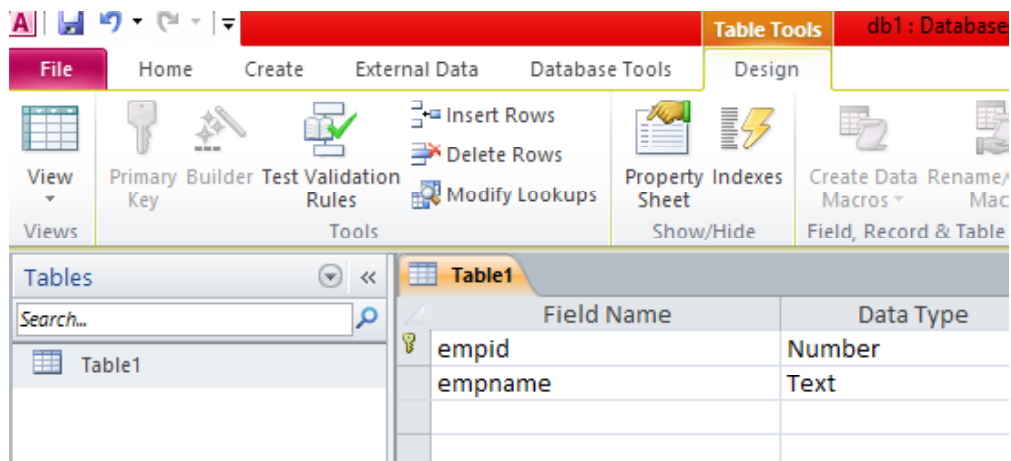 A
Table Tools db1 : Database
File Home Create External Data Database Tools Design
View
Primary Key
Builder
Test Validation Rules
Insert Rows
Delete Rows
Modify Lookups
Property Sheet
Indexes
Create Data Macros
Rename/
Mac
Views Tools Show/Hide Field, Record & Table
Tables «
Search...
Table1
Table1
Field Name Data Type
empid Number
empname Text